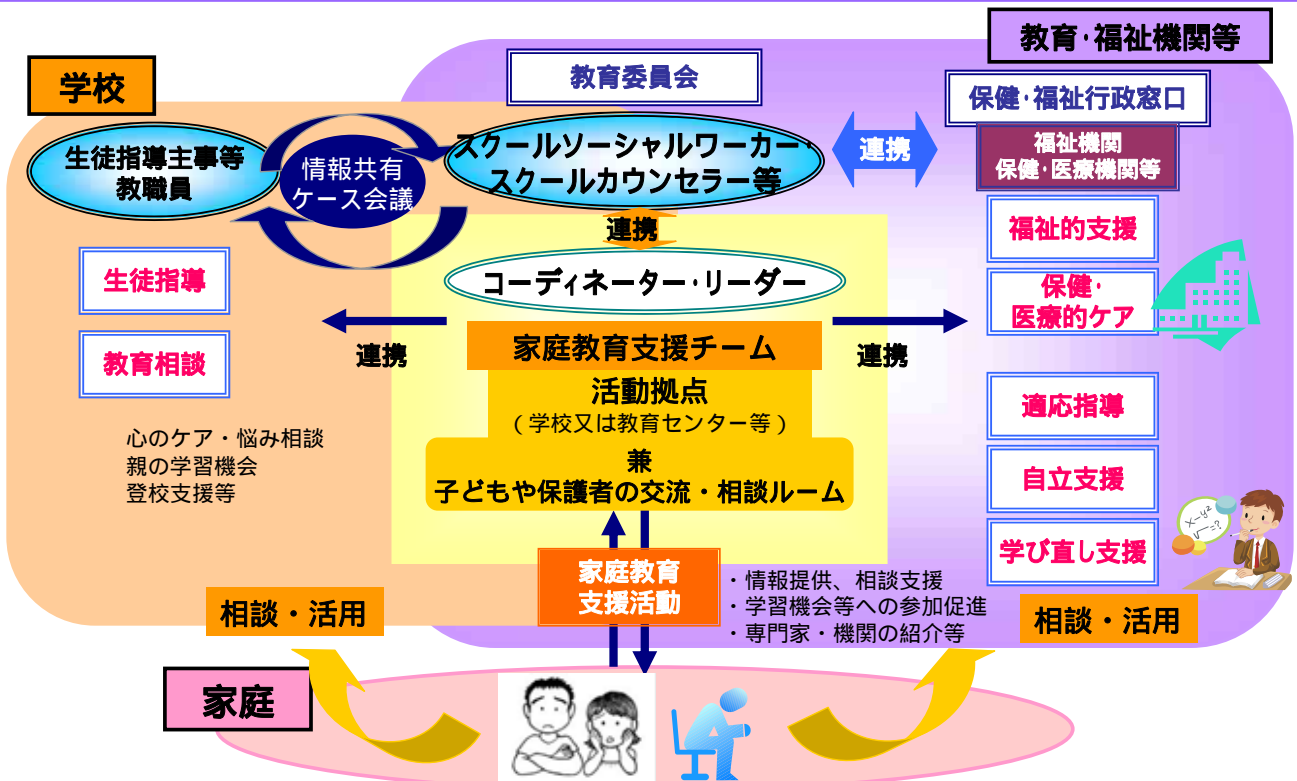 教育・福祉機関等
学校
教育委員会
保健・福祉行政窓口
生徒指導主事等
教職員
情報共有
ケース会議
スクールソーシャルワーカー・
スクールカウンセラー等
連携
福祉機関
保健・医療機関等
連携
コーディネーター・リーダー
生徒指導
教育相談
心のケア・悩み相談
親の学習機会
登校支援等
連携
家庭教育支援チーム
連携
活動拠点
（学校又は教育センター等）
兼
子どもや保護者の交流・相談ルーム
福祉的支援
保健・
医療的ケア
適応指導
自立支援
学び直し支援
x-y²
√=?
家庭教育
支援活動
・情報提供、相談支援
・学習機会等への参加促進
・専門家・機関の紹介等
相談・活用
相談・活用
家庭